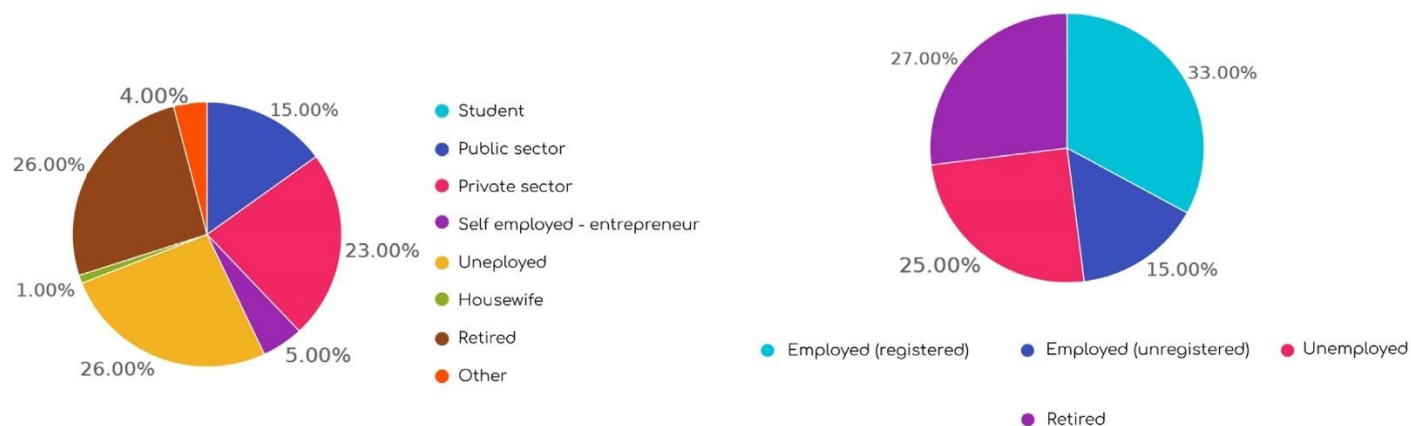 4.00%
15.00%
26.00%
23.00%
1.00%
26.00%
5.00%
Student
Public sector
Private sector
Self employed - entrepreneur
Uneployed
Housewife
Retired
Other
27.00%
33.00%
25.00%
15.00%
Employed (registered)
Employed (unregistered)
Unemployed
Retired